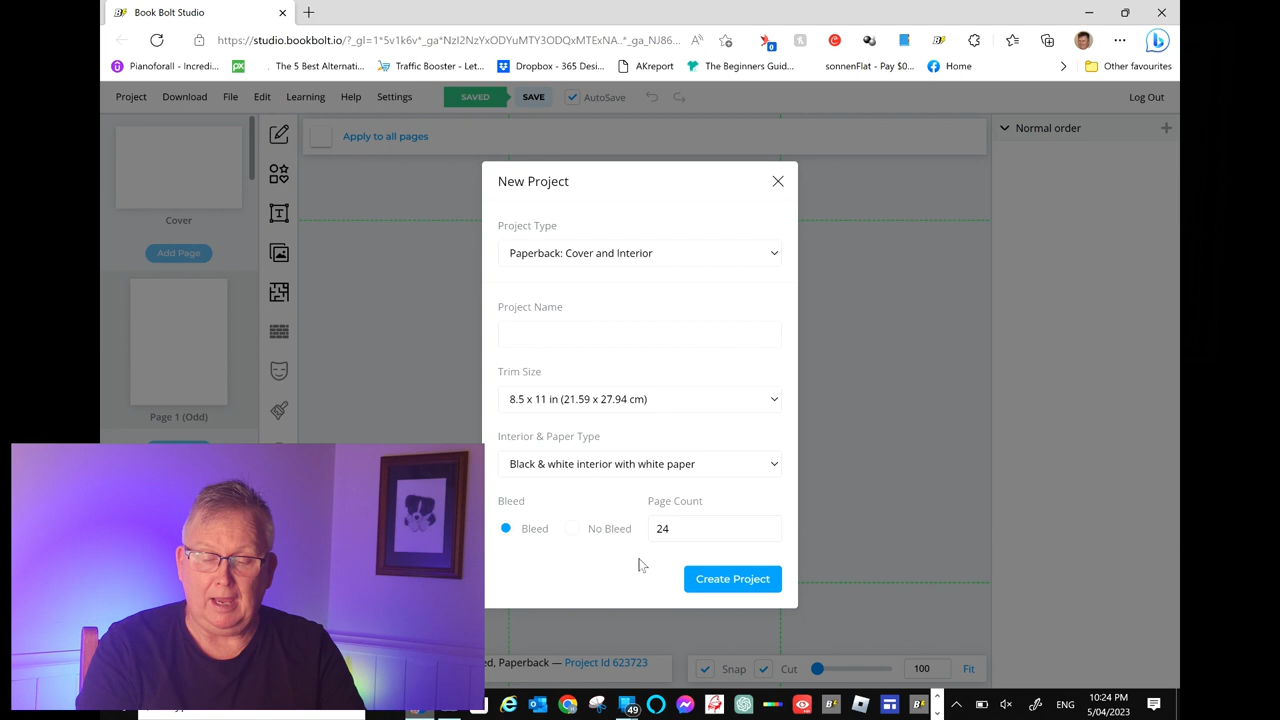 Book Bolt Studio
https://studio.bookbolt.io/?_gl=1*5v1k6v*_ga*NzI2NzYxODYuMTY3ODQxMTExNA..*_ga_NJ86...
Pianoforall - Incredi...
The 5 Best Alternati...
Traffic Booster - Let...
Dropbox - 365 Desi...
AKreport
The Beginners Guid...
sonnenFlat - Pay $0...
Home
Other favourites
Project Download File Edit Learning Help Settings SAVED SAVE AutoSave Log Out
Apply to all pages
Normal order
Cover
Add Page
Page 1 (Odd)
New Project
Project Type
Paperback: Cover and Interior
Project Name
Trim Size
8.5 x 11 in (21.59 x 27.94 cm)
Interior & Paper Type
Black & white interior with white paper
Bleed Page Count
Bleed No Bleed 24
Create Project
ed, Paperback — Project Id 623723
Snap Cut 100 Fit
49
ENG
10:24 PM
5/04/2023